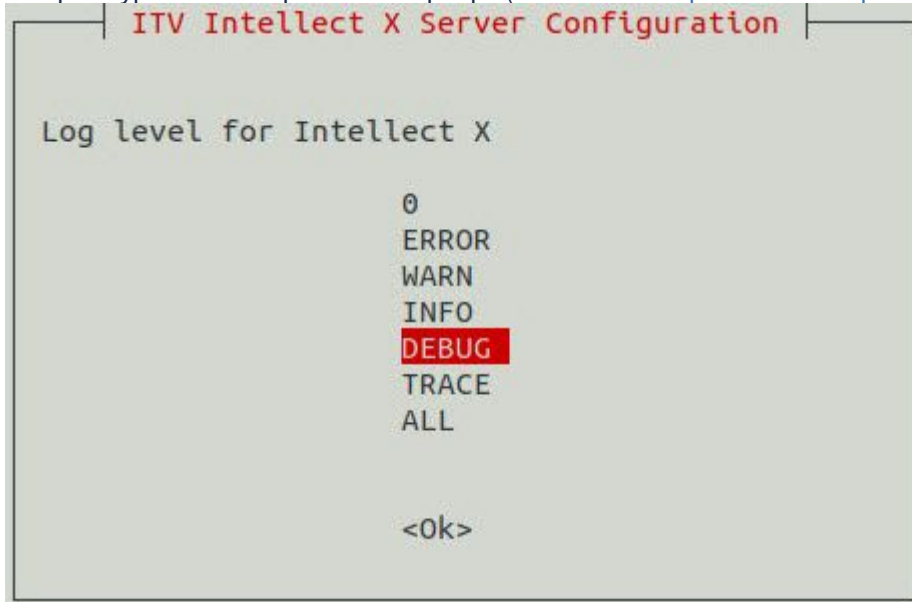 ITV Intellect X Server Configuration
Log level for Intellect X
0
ERROR
WARN
INFO
DEBUG
TRACE
ALL
<Ok>